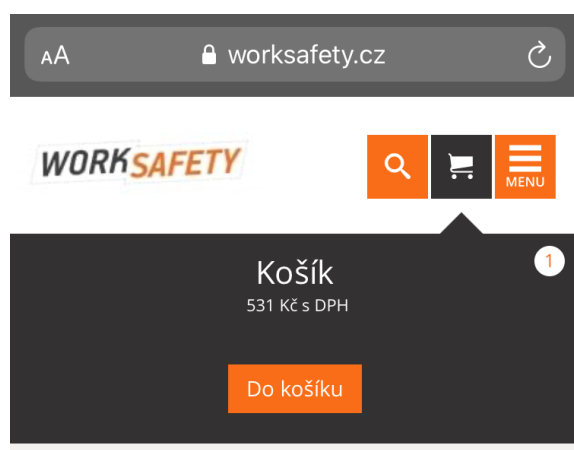 AA
worksafety.cz
WORKSAFETY
MENU
1
Košík
531 Kč s DPH
Do košíku